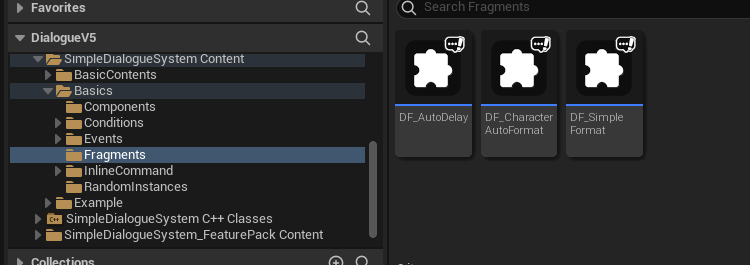 Favorites
DialogueV5
SimpleDialogueSystem Content
BasicContents
Basics
Components
Conditions
Events
Fragments
InlineCommand
RandomInstances
Example
C++ SimpleDialogueSystem C++ Classes
SimpleDialogueSystem_FeaturePack Content
Collections
Search Fragments
DF_AutoDelay
DF_Character
AutoFormat
DF_Simple
Format